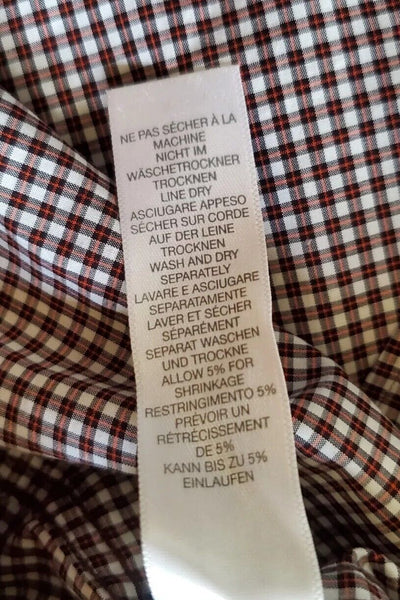 NE PAS SÉCHER À LA
MACHINE
NICHT IM
WÄSCHETROCKNER
TROCKNEN
LINE DRY
ASCIUGARE APPESO
SÉCHER SUR CORDE
AUF DER LEINE
TROCKNEN
WASH AND DRY
SEPARATELY
LAVARE E ASCIUGARE
SEPARATAMENTE
LAVER ET SÉCHER
SÉPARÉMENT
SEPARAT WASCHEN
UND TROCKNE
ALLOW 5% FOR
SHRINKAGE
RESTRINGIMENTO 5%
PRÉVOIR UN
RÉTRÉCISSEMENT
DE 5%
KANN BIS ZU 5%
EINLAUFEN